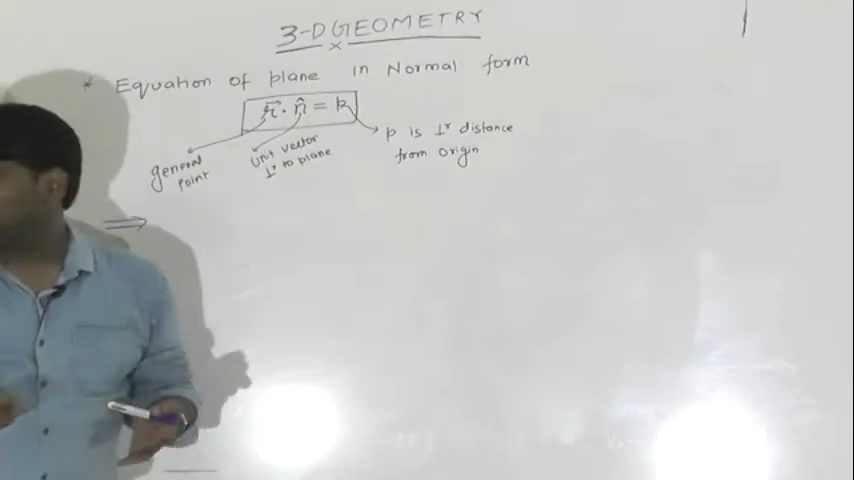 3-D GEOMETRY
×
* Equation of plane in Normal form
r⃗ . n̂ = p
p is ⊥ʳ distance
from origin
general
point
Unit vector
⊥ʳ to plane
⇒